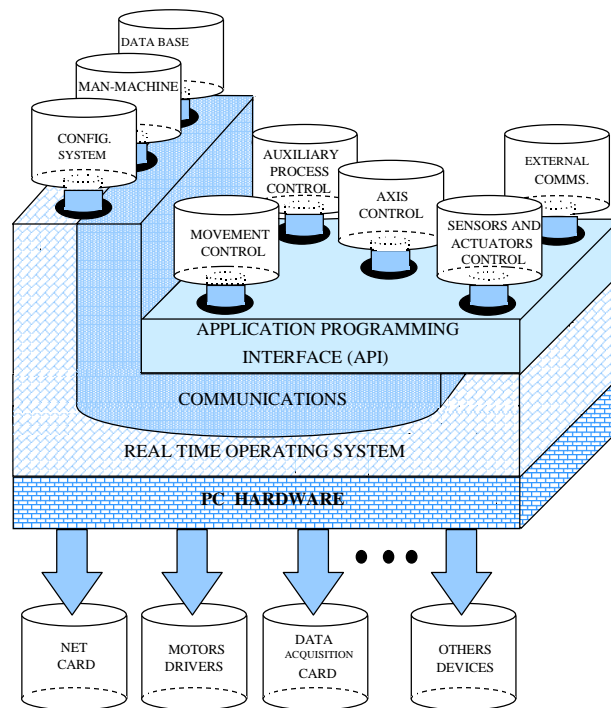 DATA BASE
MAN-MACHINE
CONFIG.
SYSTEM
AUXILIARY
PROCESS
CONTROL
EXTERNAL
COMMS.
AXIS
CONTROL
MOVEMENT
CONTROL
SENSORS AND
ACTUATORS
CONTROL
APPLICATION PROGRAMMING
INTERFACE (API)
COMMUNICATIONS
REAL TIME OPERATING SYSTEM
PC HARDWARE
NET
CARD
MOTORS
DRIVERS
DATA
ACQUISITION
CARD
OTHERS
DEVICES